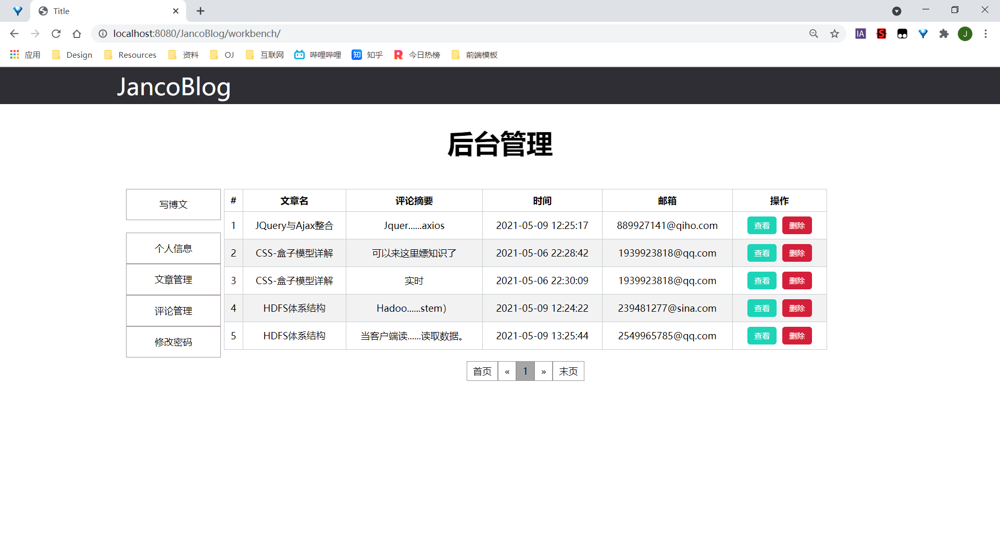 Title
localhost:8080/JancoBlog/workbench/
IA S J
应用 Design Resources 资料 OJ 互联网 哔哩哔哩 知 知乎 R 今日热榜 前端模板
JancoBlog
后台管理
写博文
个人信息
文章管理
评论管理
修改密码
# 文章名 评论摘要 时间 邮箱 操作
1 JQuery与Ajax整合 Jquer......axios 2021-05-09 12:25:17 889927141@qiho.com 查看 删除
2 CSS-盒子模型详解 可以来这里嫖知识了 2021-05-06 22:28:42 1939923818@qq.com 查看 删除
3 CSS-盒子模型详解 实时 2021-05-06 22:30:09 1939923818@qq.com 查看 删除
4 HDFS体系结构 Hadoo......stem） 2021-05-09 12:24:22 239481277@sina.com 查看 删除
5 HDFS体系结构 当客户端读......读取数据。 2021-05-09 13:25:44 2549965785@qq.com 查看 删除
首页 « 1 » 末页